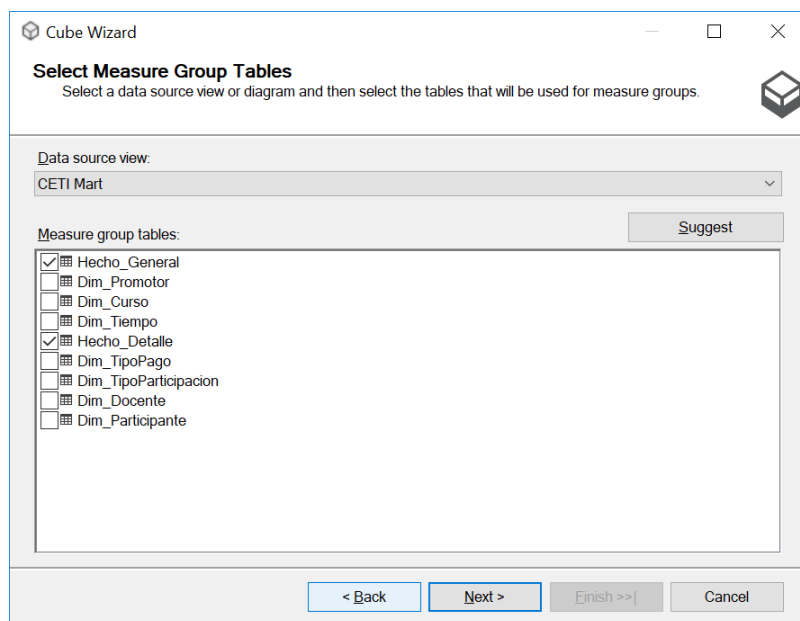 Cube Wizard
Select Measure Group Tables
Select a data source view or diagram and then select the tables that will be used for measure groups.
Data source view:
CETI Mart
Suggest
Measure group tables:
Hecho_General
Dim_Promotor
Dim_Curso
Dim_Tiempo
Hecho_Detalle
Dim_TipoPago
Dim_TipoParticipacion
Dim_Docente
Dim_Participante
< Back Next > Finish >>| Cancel